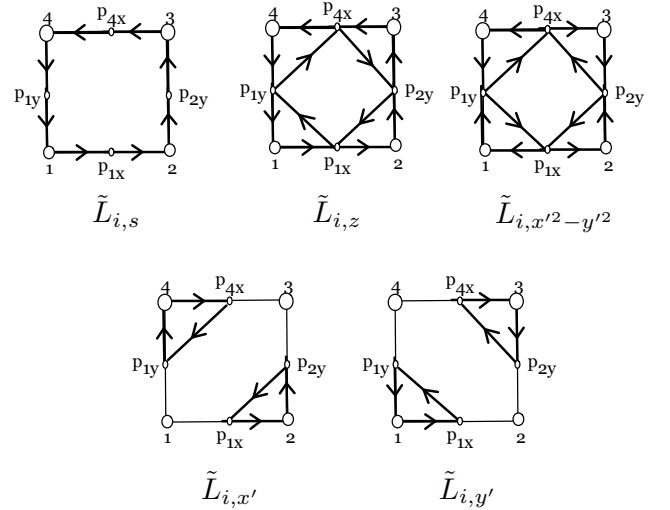 4 p4x 3 4 p4x 3 4 p4x 3
p1y p2y p1y p2y p1y p2y
1 p1x 2 1 p1x 2 1 p1x 2
L̃i,s L̃i,z L̃i,x′²−y′²
4 p4x 3 4 p4x 3
p1y p2y p1y p2y
1 p1x 2 1 p1x 2
L̃i,x′ L̃i,y′